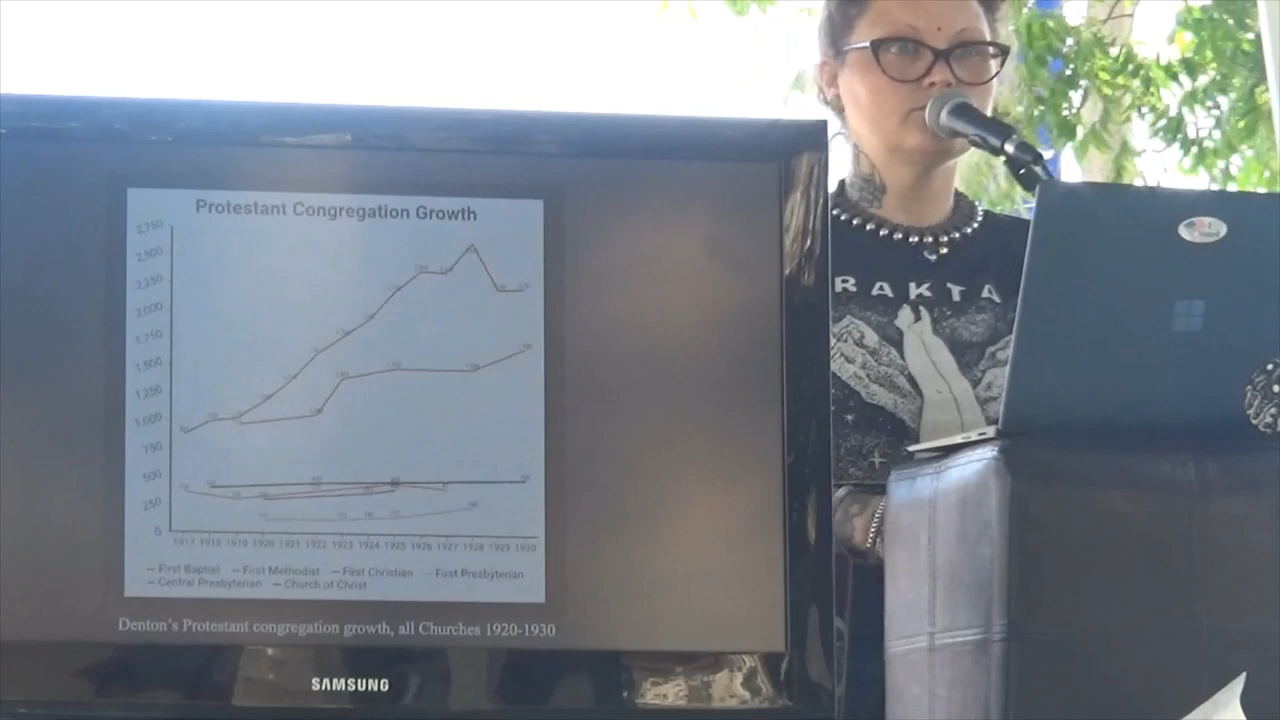 Protestant Congregation Growth
2,750
2,500
2,250
2,000
1,750
1,500
1,250
1,000
750
500
250
0
1917 1918 1919 1920 1921 1922 1923 1924 1925 1926 1927 1928 1929 1930
First Baptist First Methodist First Christian First Presbyterian
Central Presbyterian Church of Christ
Denton's Protestant congregation growth, all Churches 1920-1930
SAMSUNG
RAKTA
I
Voted